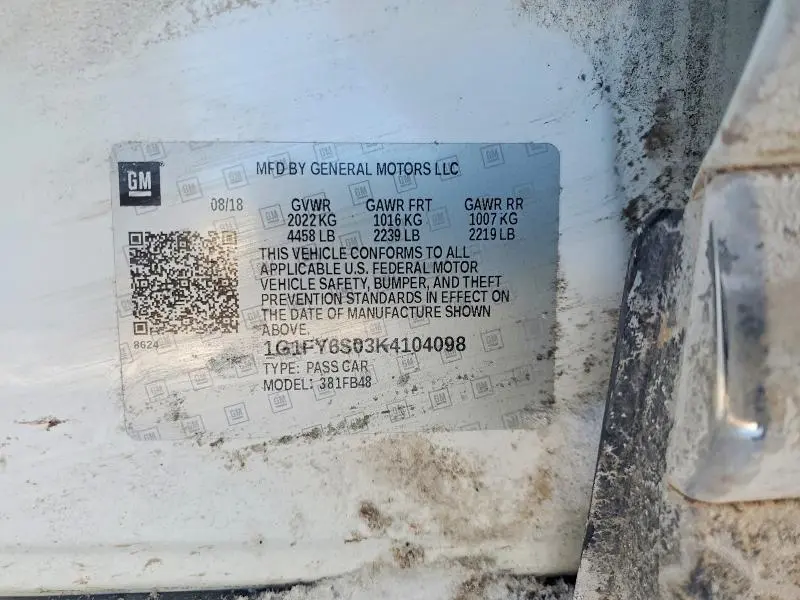 GM
MFD BY GENERAL MOTORS LLC
08/18 GVWR GAWR FRT GAWR RR
2022 KG 1016 KG 1007 KG
4458 LB 2239 LB 2219 LB
THIS VEHICLE CONFORMS TO ALL
APPLICABLE U.S. FEDERAL MOTOR
VEHICLE SAFETY, BUMPER, AND THEFT
PREVENTION STANDARDS IN EFFECT ON
THE DATE OF MANUFACTURE SHOWN
ABOVE.
8624
1G1FY6S03K4104098
TYPE: PASS CAR
MODEL: 381FB48